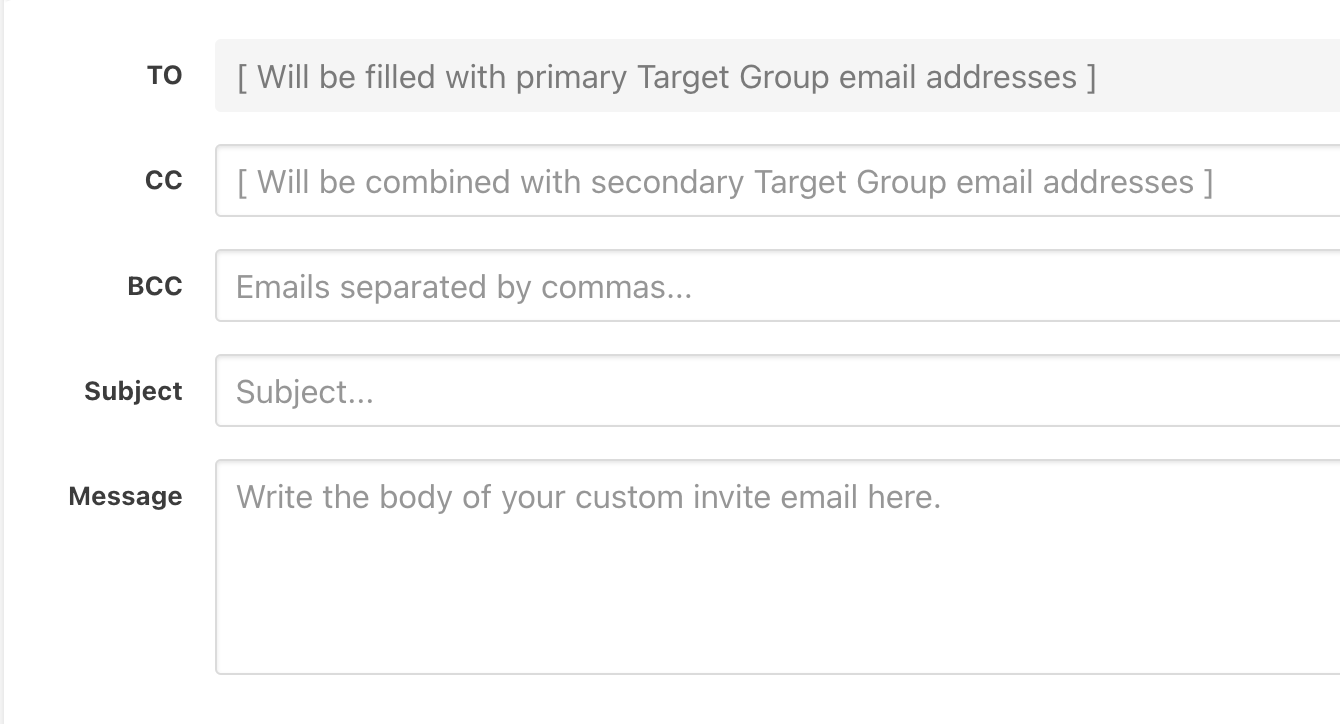 TO [ Will be filled with primary Target Group email addresses ]
CC [ Will be combined with secondary Target Group email addresses ]
BCC Emails separated by commas...
Subject Subject...
Message Write the body of your custom invite email here.